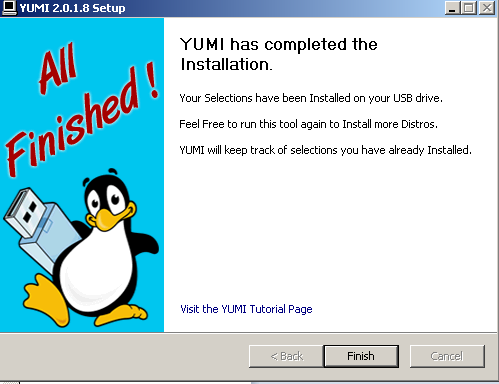 YUMI 2.0.1.8 Setup
All
Finished!
YUMI has completed the
Installation.
Your Selections have been Installed on your USB drive.
Feel Free to run this tool again to Install more Distros.
YUMI will keep track of selections you have already Installed.
Visit the YUMI Tutorial Page
< Back
Finish
Cancel